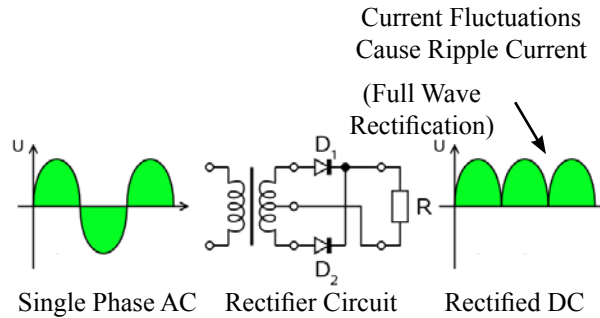 Current Fluctuations
Cause Ripple Current
(Full Wave
Rectification)
U
D1
U
R
D2
Single Phase AC
Rectifier Circuit
Rectified DC